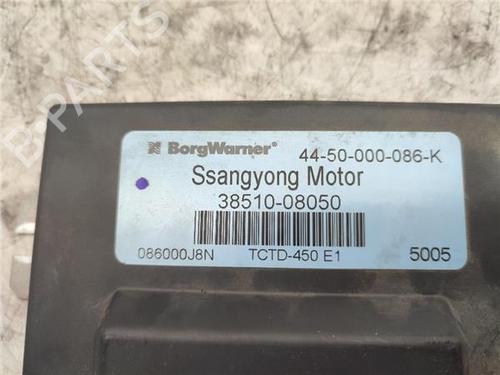 B-PARTS
BorgWarner® 44-50-000-086-K
Ssangyong Motor
38510-08050
086000J8N TCTD-450 E1 5005